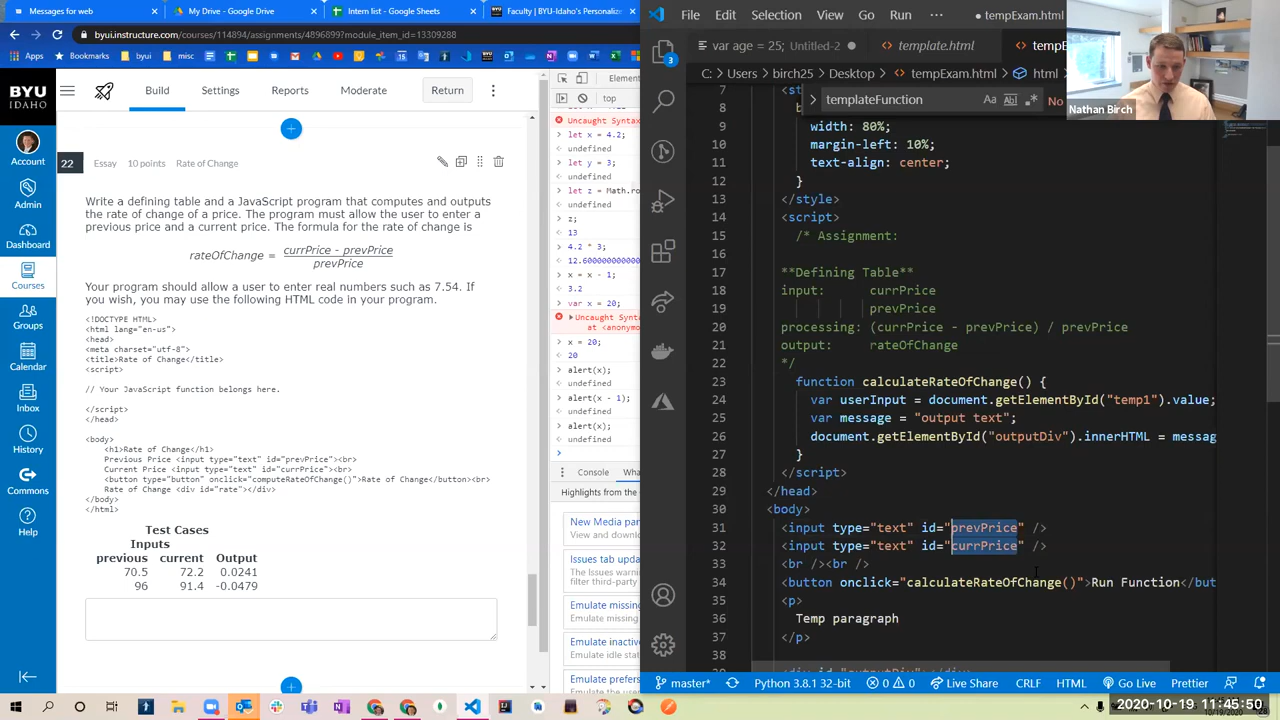 Dashboard
My Drive - Google Drive
Intern list - Google Sheets
Faculty | BYU-Idaho's Personaliz
byui.instructure.com/courses/114894/assignments/4896899?module_item_id=13309288
Apps
Bookmarks
byui
misc
BYU
IDAHO
Account
Admin
Dashboard
Courses
Groups
Calendar
Inbox
History
Commons
Help
Build
Settings
Reports
Moderate
Return
22
Essay
10 points
Rate of Change
Write a defining table and a JavaScript program that computes and outputs
the rate of change of a price. The program must allow the user to enter a
previous price and a current price. The formula for the rate of change is
rateOfChange = currPrice - prevPrice
prevPrice
Your program should allow a user to enter real numbers such as 7.54. If
you wish, you may use the following HTML code in your program.
<!DOCTYPE HTML>
<html lang="en-us">
<head>
<meta charset="utf-8">
<title>Rate of Change</title>
<script>
// Your JavaScript function belongs here.
</script>
</head>
<body>
<h1>Rate of Change</h1>
Previous Price <input type="text" id="prevPrice"><br>
Current Price <input type="text" id="currPrice"><br>
<button type="button" onclick="computeRateOfChange()">Rate of Change</button><br>
Rate of Change <div id="rate"></div>
</body>
</html>
Test Cases
Inputs
previous current Output
70.5 72.2 0.0241
96 91.4 -0.0479
Elemen
top
Uncaught Syntax
let x = 4.2;
undefined
let y = 3;
undefined
let z = Math.ro
undefined
z;
13
4.2 * 3;
12.6000000000000
x = x - 1;
3.2
var x = 20;
Uncaught Synta
at <anonymo
x = 20;
20
alert(x);
undefined
alert(x - 1);
undefined
alert(x);
undefined
Console
Wha
Highlights from the
New Media pan
View and downlo
Issues tab upda
The Issues warnin
filter third-party
Emulate missing
Emulate missing
Emulate inactiv
Emulate idle stat
Emulate prefers
File Edit Selection View Go Run ···
tempExam.html
var age = 25; Untitled-2
template.html
tempE
C: > Users > birch25 > Desktop > tempExam.html > html
templateFunction
Aa
No
3
Nathan Birch
7 <st
8 b
9 width: 80%;
10 margin-left: 10%;
11 text-align: center;
12 }
13 </style>
14 <script>
15 /* Assignment:
16
17 **Defining Table**
18 input: currPrice
19 prevPrice
20 processing: (currPrice - prevPrice) / prevPrice
21 output: rateOfChange
22 */
23 function calculateRateOfChange() {
24 var userInput = document.getElementById("temp1").value;
25 var message = "output text";
26 document.getElementById("outputDiv").innerHTML = messag
27 }
28 </script>
29 </head>
30 <body>
31 <input type="text" id="prevPrice" />
32 <input type="text" id="currPrice" />
33 <br /><br />
34 <button onclick="calculateRateOfChange()">Run Function</but
35 <p>
36 Temp paragraph
37 </p>
38
master*
Python 3.8.1 32-bit
0
0
Live Share
CRLF
HTML
Go Live
Prettier
2020-10-19 11:45:50